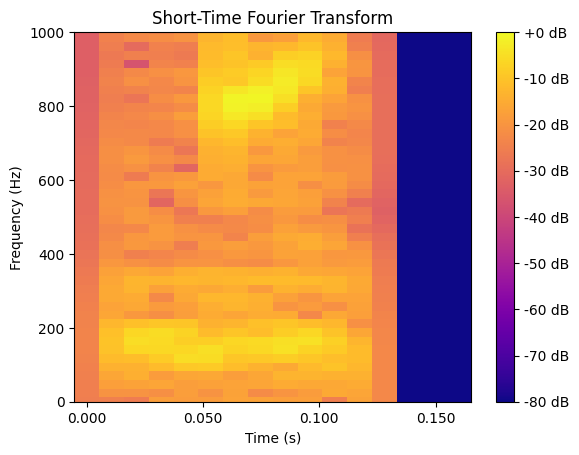 Short-Time Fourier Transform
1000
800
600
400
200
0
Frequency (Hz)
0.000
0.050
0.100
0.150
Time (s)
+0 dB
-10 dB
-20 dB
-30 dB
-40 dB
-50 dB
-60 dB
-70 dB
-80 dB